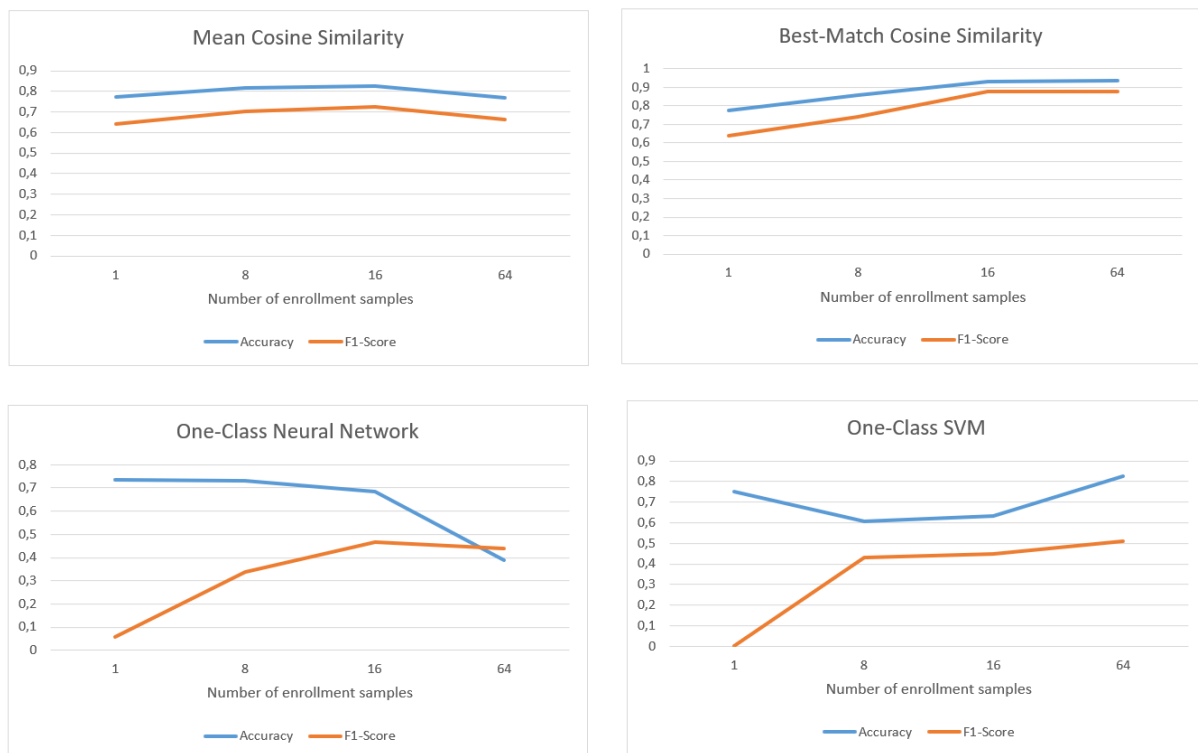 Mean Cosine Similarity
0,9
0,8
0,7
0,6
0,5
0,4
0,3
0,2
0,1
0
1 8 16 64
Number of enrollment samples
Accuracy F1-Score
Best-Match Cosine Similarity
1
0,9
0,8
0,7
0,6
0,5
0,4
0,3
0,2
0,1
0
1 8 16 64
Number of enrollment samples
Accuracy F1-Score
One-Class Neural Network
0,8
0,7
0,6
0,5
0,4
0,3
0,2
0,1
0
1 8 16 64
Number of enrollment samples
Accuracy F1-Score
One-Class SVM
0,9
0,8
0,7
0,6
0,5
0,4
0,3
0,2
0,1
0
1 8 16 64
Number of enrollment samples
Accuracy F1-Score